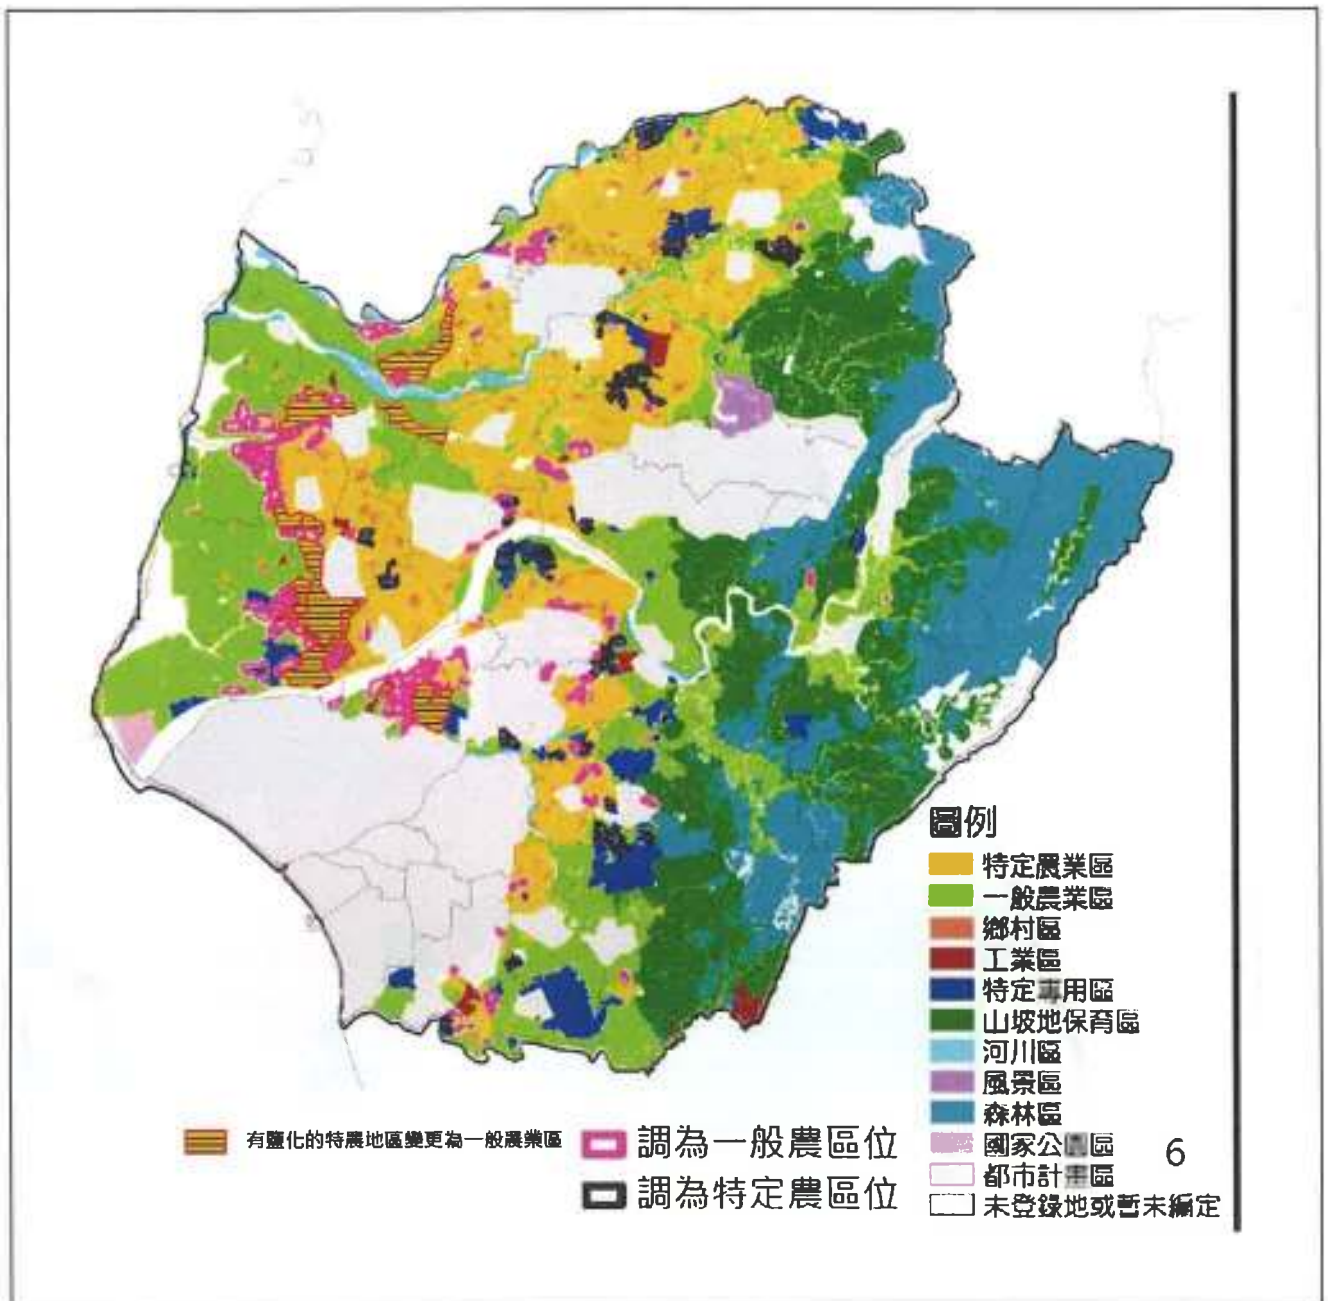 圖例
特定農業區
一般農業區
鄉村區
工業區
特定專用區
山坡地保育區
河川區
風景區
森林區
國家公園區
都市計畫區
未登錄地或暫未編定
有鹽化的特農地區變更為一般農業區
調為一般農區位
調為特定農區位
6